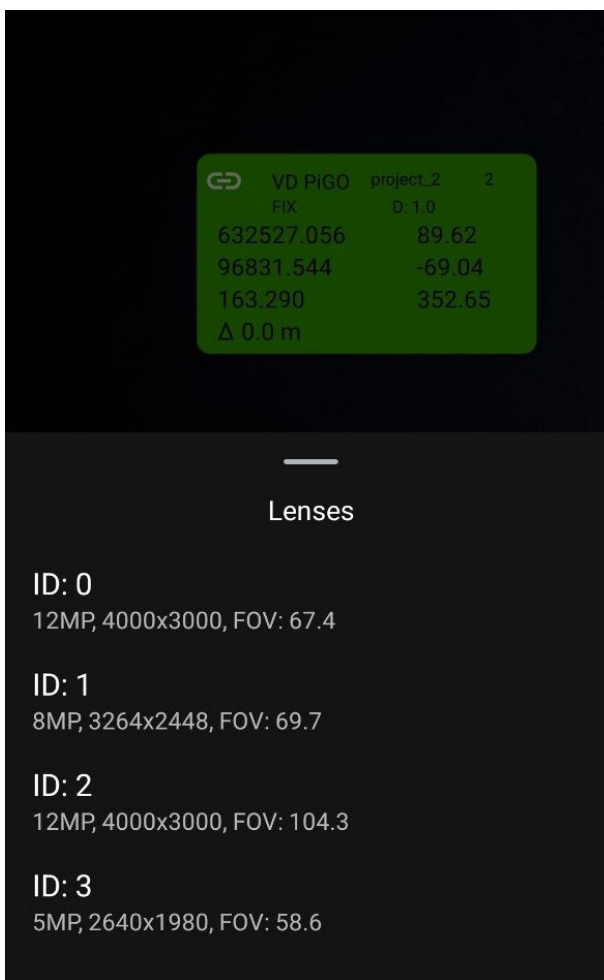 VD PiGO project_2 2
FIX D: 1.0
632527.056 89.62
96831.544 -69.04
163.290 352.65
Δ 0.0 m
Lenses
ID: 0
12MP, 4000x3000, FOV: 67.4
ID: 1
8MP, 3264x2448, FOV: 69.7
ID: 2
12MP, 4000x3000, FOV: 104.3
ID: 3
5MP, 2640x1980, FOV: 58.6